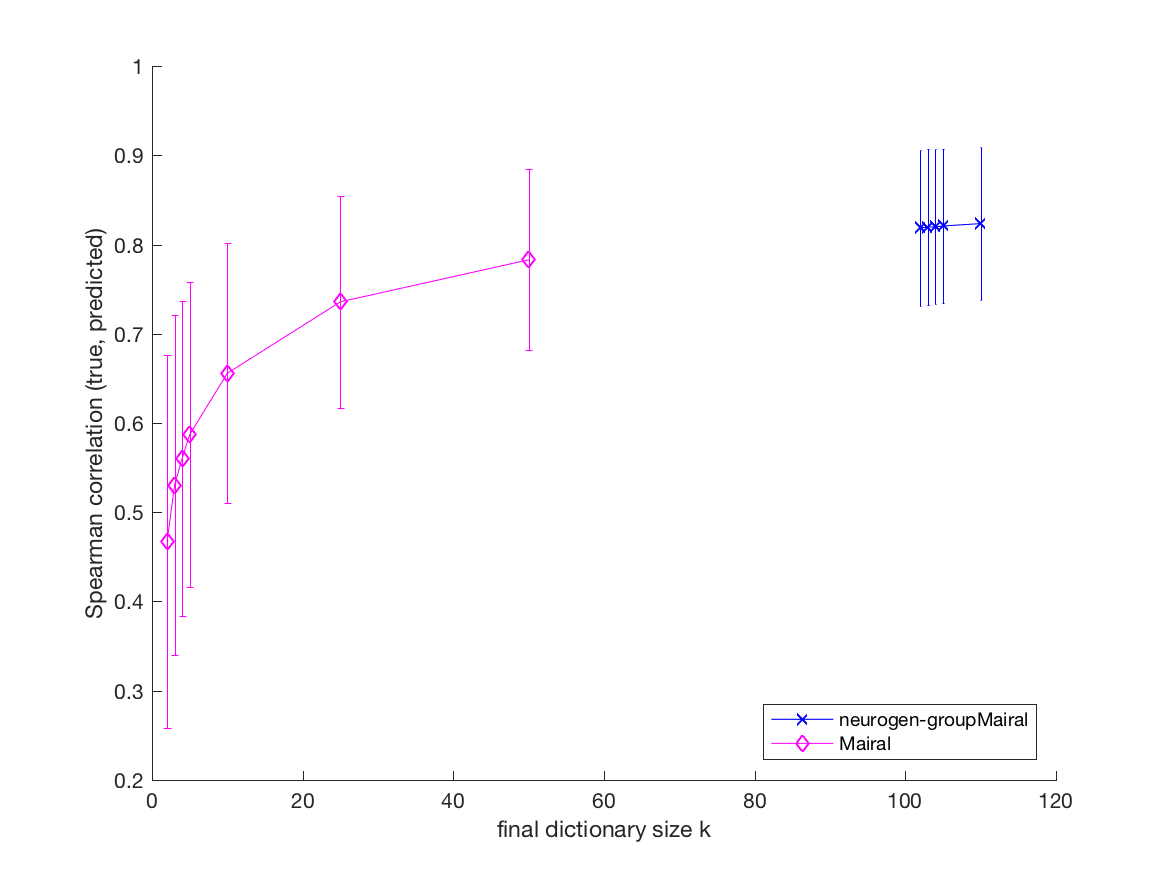 1
0.9
0.8
0.7
0.6
0.5
0.4
0.3
0.2
Spearman correlation (true, predicted)
neurogen-groupMairal
Mairal
0 20 40 60 80 100 120
final dictionary size k